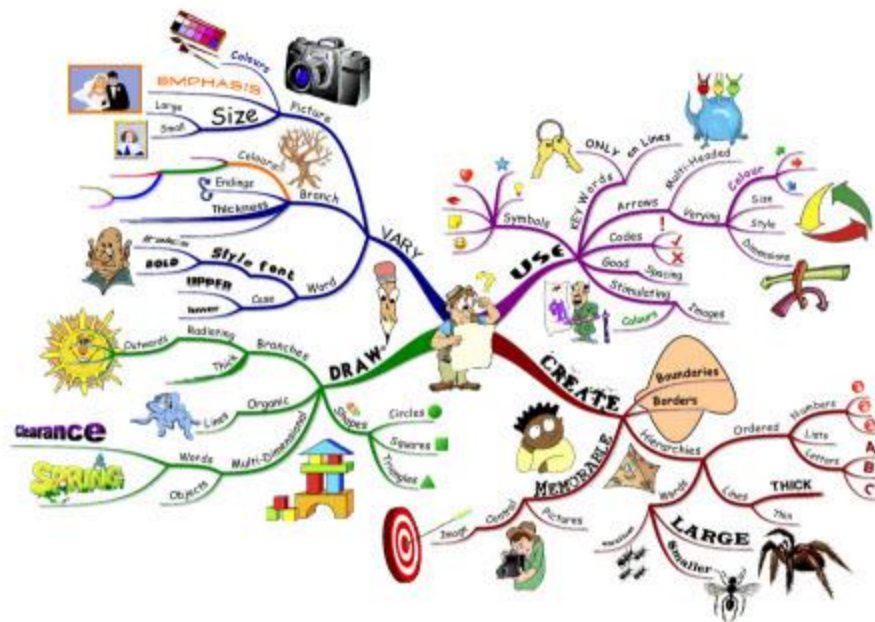 VARY
Picture
Colours
EMPHASIS
Size
Large
Small
Branch
Colours
Endings
Thickness
Word
Style font
BOLD
Case
UPPER
lower
USE
Symbols
KEY Words
ONLY
on Lines
Arrows
Multi-Headed
Varying
Colour
Size
Style
Dimensions
Codes
Good
Spacing
Stimulating
Colours
Images
DRAW
Branches
Radiating
Outwards
Thick
Organic
Lines
Multi-Dimensional
Words
Clearance
Objects
SPRING
Shapes
Circles
Squares
Triangles
CREATE
Boundaries
Borders
Hierarchies
Ordered
Numbers
Lists
Letters
A
B
C
Lines
THICK
Thin
Words
LARGE
Smaller
MEMORABLE
Central
Image
Pictures